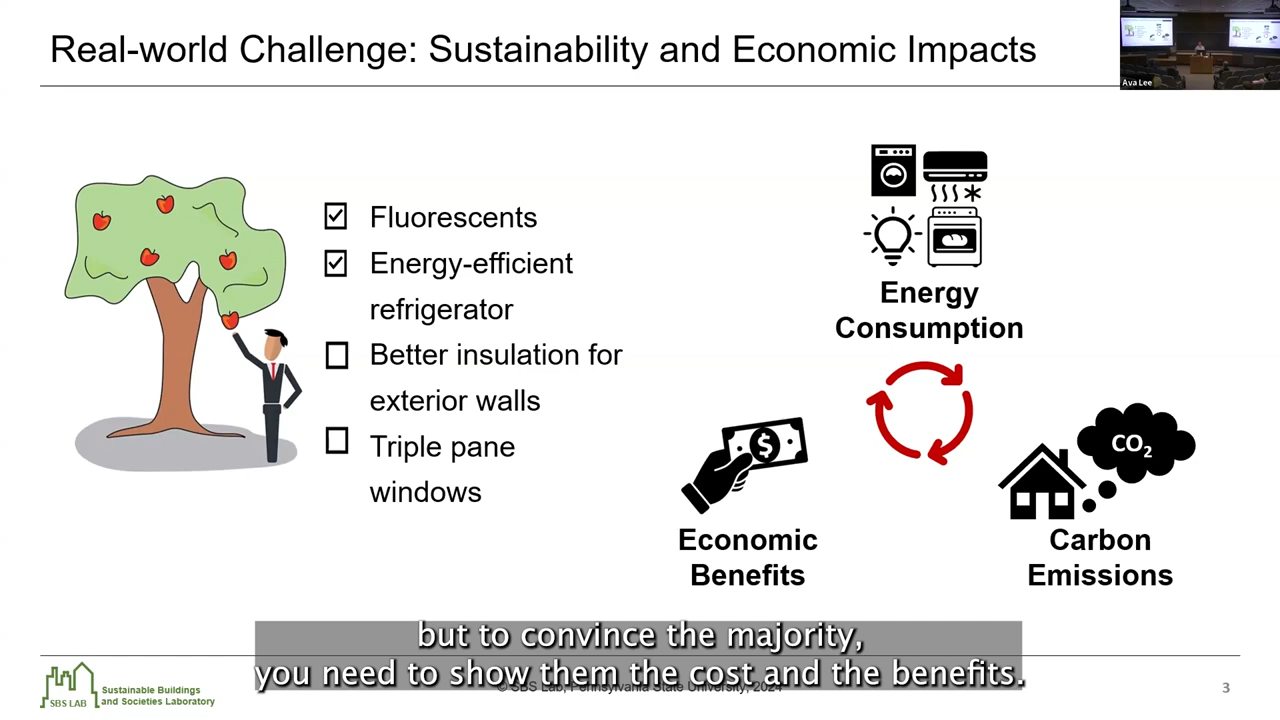 Real-world Challenge: Sustainability and Economic Impacts
Ava Lee
Fluorescents
Energy-efficient
refrigerator
Better insulation for
exterior walls
Triple pane
windows
Energy
Consumption
$
CO2
Economic
Benefits
Carbon
Emissions
but to convince the majority,
you need to show them the cost and the benefits.
SBS LAB
Sustainable Buildings
and Societies Laboratory
© SBS Lab, Pennsylvania State University, 2024
3